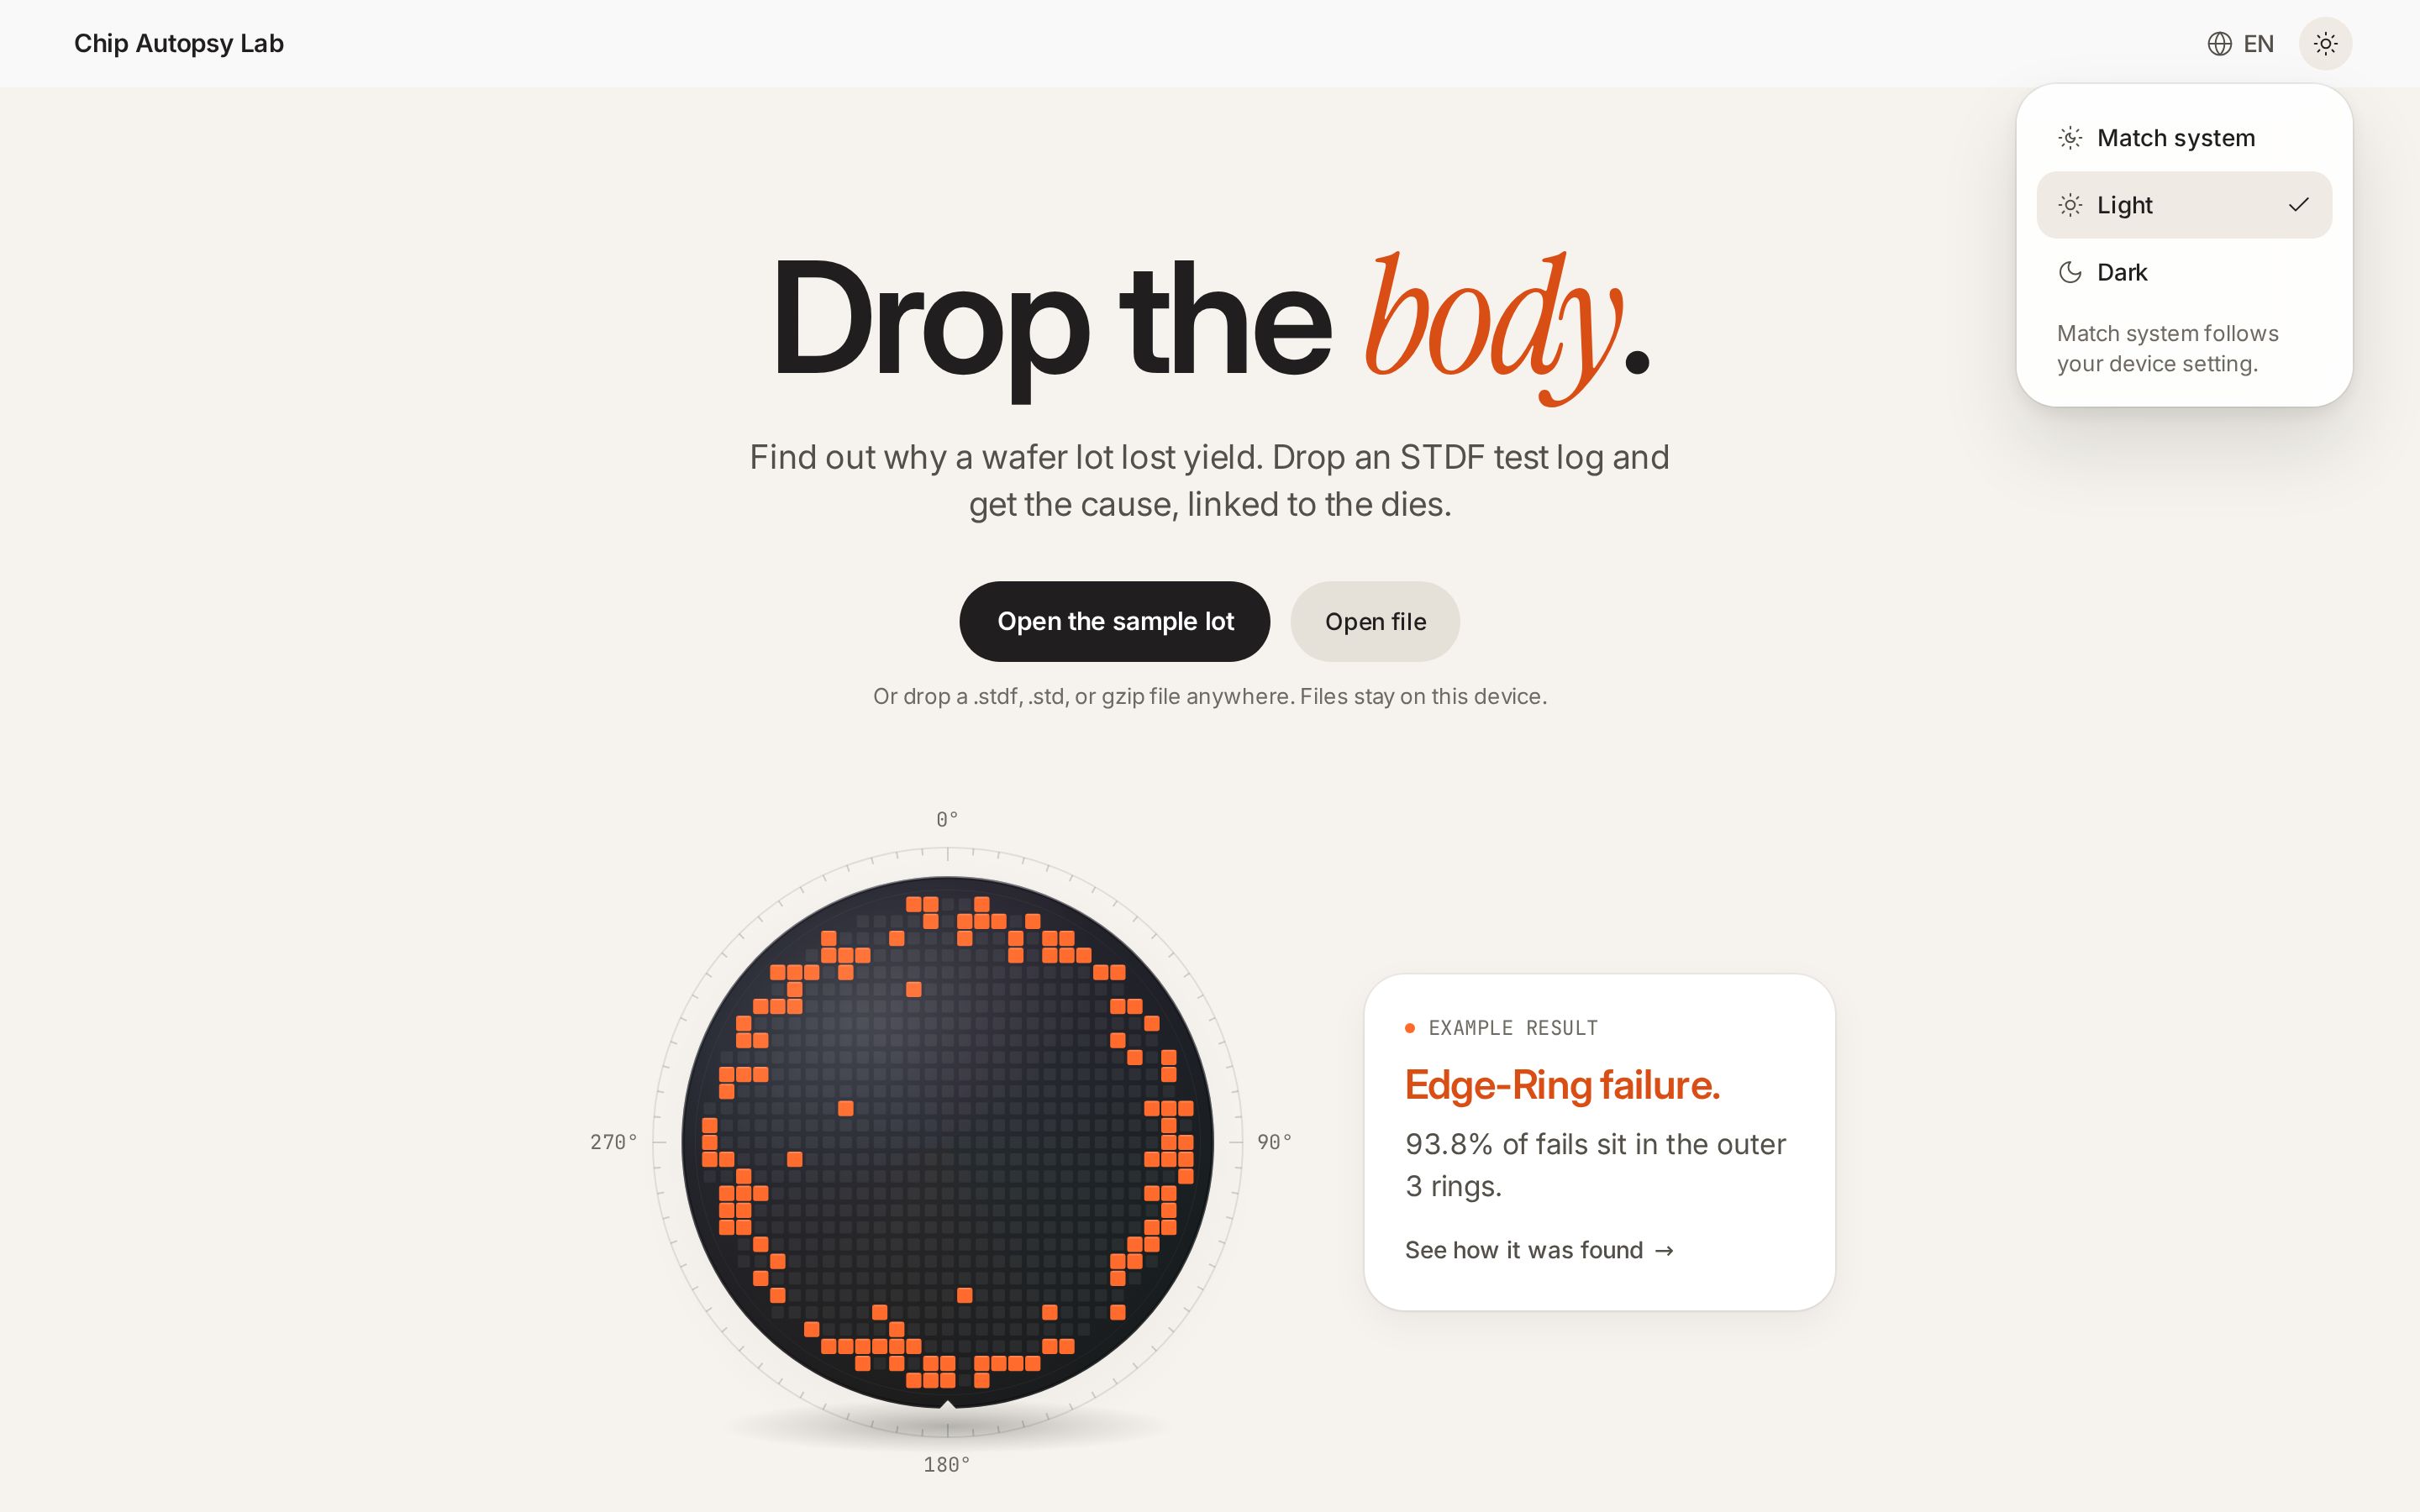 Chip Autopsy Lab
EN
Match system
Light
Dark
Match system follows
your device setting.
Drop the body.
Find out why a wafer lot lost yield. Drop an STDF test log and
get the cause, linked to the dies.
Open the sample lot
Open file
Or drop a .stdf, .std, or gzip file anywhere. Files stay on this device.
0°
270°
90°
180°
EXAMPLE RESULT
Edge-Ring failure.
93.8% of fails sit in the outer
3 rings.
See how it was found →